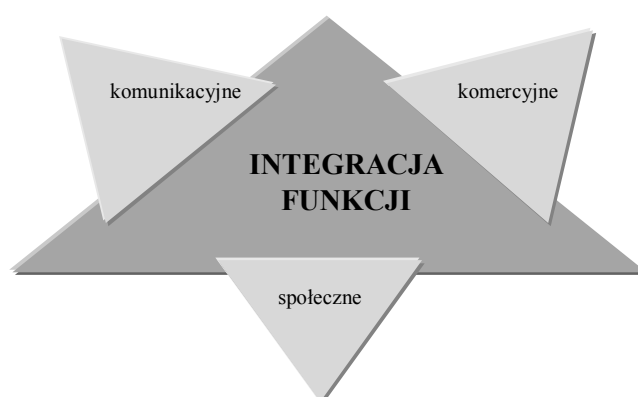 komunikacyjne
komercyjne
INTEGRACJA
FUNKCJI
społeczne